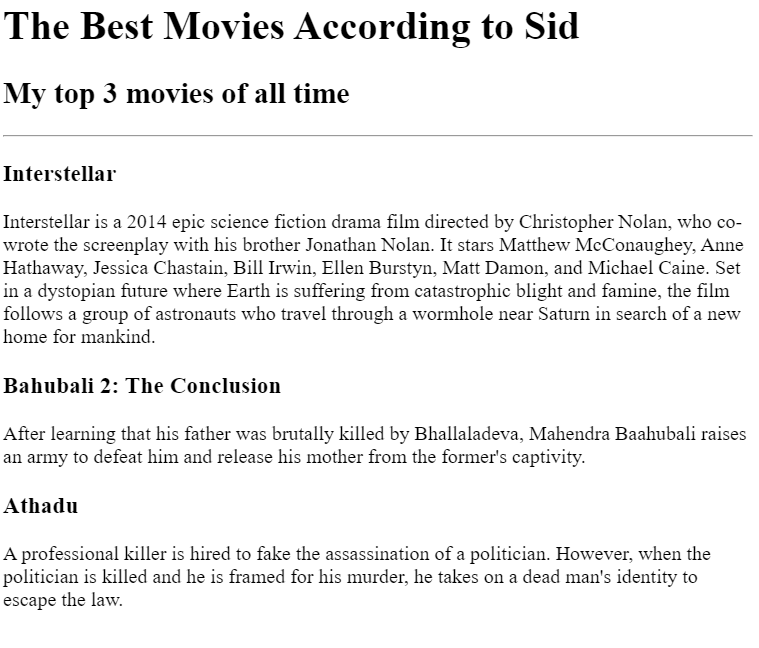 The Best Movies According to Sid
My top 3 movies of all time
Interstellar
Interstellar is a 2014 epic science fiction drama film directed by Christopher Nolan, who co-
wrote the screenplay with his brother Jonathan Nolan. It stars Matthew McConaughey, Anne
Hathaway, Jessica Chastain, Bill Irwin, Ellen Burstyn, Matt Damon, and Michael Caine. Set
in a dystopian future where Earth is suffering from catastrophic blight and famine, the film
follows a group of astronauts who travel through a wormhole near Saturn in search of a new
home for mankind.
Bahubali 2: The Conclusion
After learning that his father was brutally killed by Bhallaladeva, Mahendra Baahubali raises
an army to defeat him and release his mother from the former's captivity.
Athadu
A professional killer is hired to fake the assassination of a politician. However, when the
politician is killed and he is framed for his murder, he takes on a dead man's identity to
escape the law.